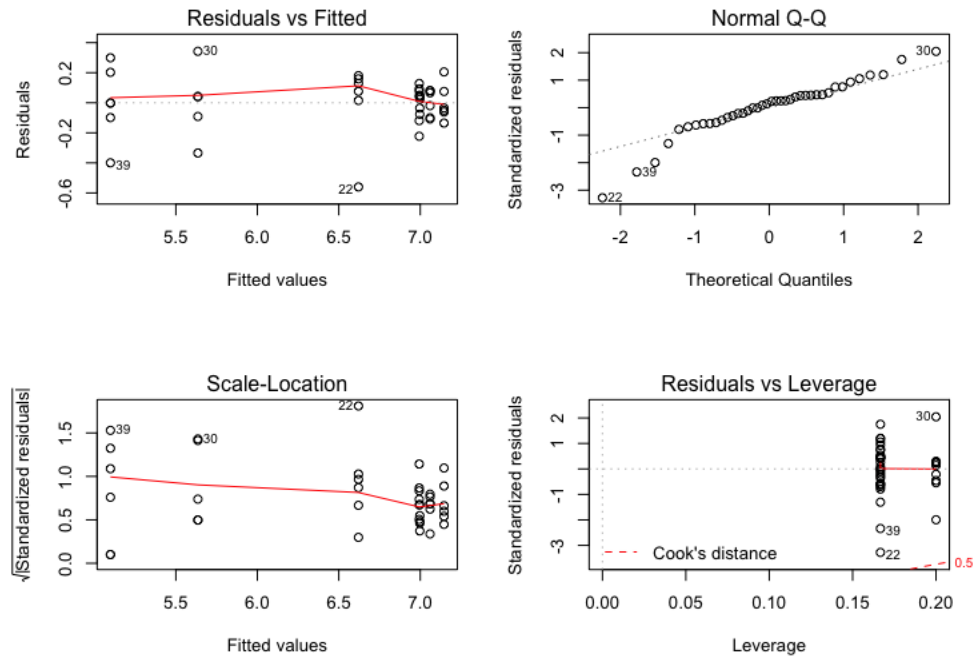 Residuals vs Fitted
Residuals
0.2
-0.2
-0.6
30
39
22
5.5 6.0 6.5 7.0
Fitted values
Normal Q-Q
Standardized residuals
2
1
-1
-3
30
39
22
-2 -1 0 1 2
Theoretical Quantiles
Scale-Location
√|Standardized residuals|
1.5
1.0
0.5
0.0
22
39
30
5.5 6.0 6.5 7.0
Fitted values
Residuals vs Leverage
Standardized residuals
2
1
-1
-3
30
39
22
Cook's distance
0.5
0.00 0.05 0.10 0.15 0.20
Leverage